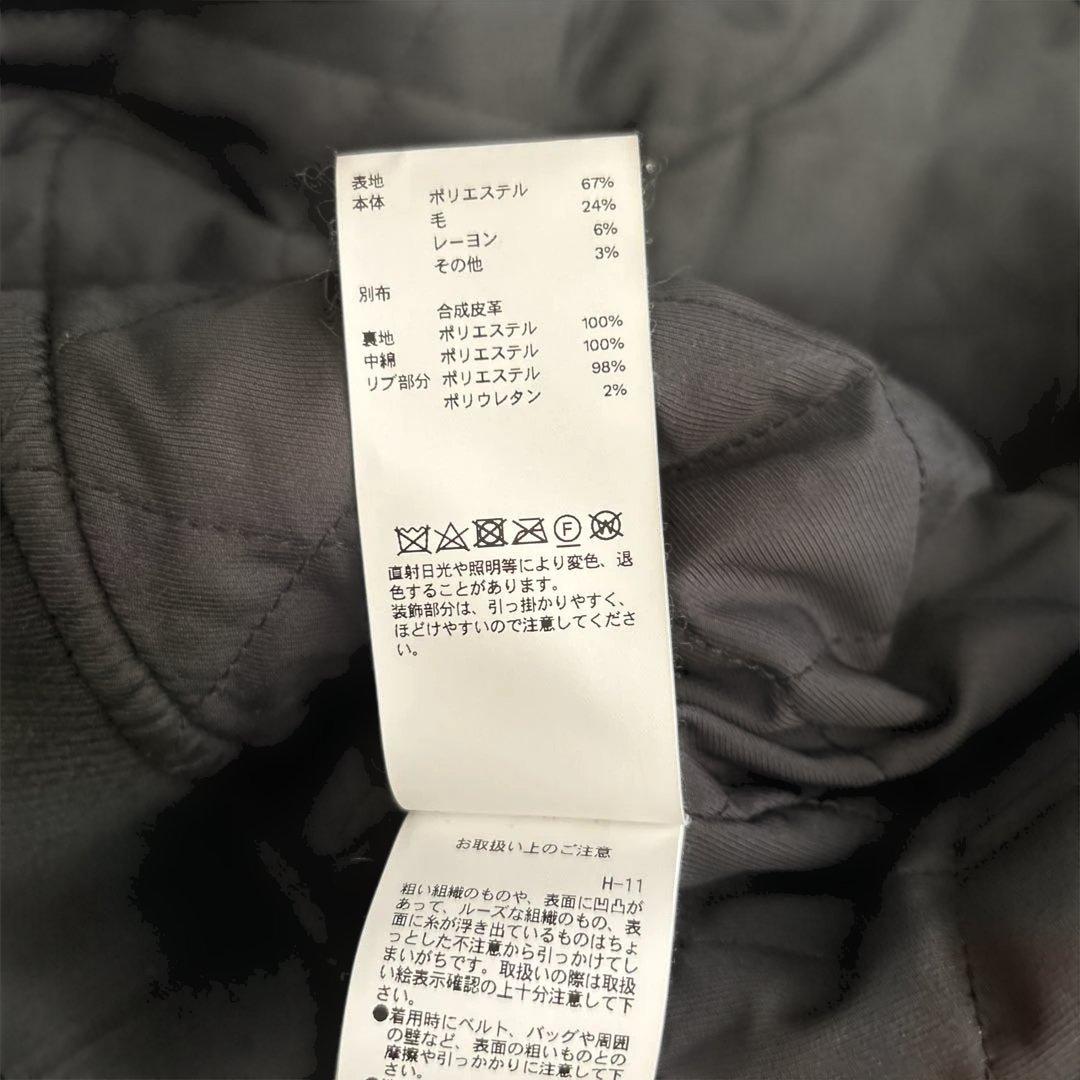 表地
本体 ポリエステル 67%
毛 24%
レーヨン 6%
その他 3%
別布
合成皮革
裏地 ポリエステル 100%
中綿 ポリエステル 100%
リブ部分 ポリエステル 98%
ポリウレタン 2%
F W
直射日光や照明等により変色、退
色することがあります。
装飾部分は、引っ掛かりやすく、
ほどけやすいので注意してくださ
い。
お取扱い上のご注意
H-11
粗い組織のものや、表面に凹凸が
あって、ルーズな組織のもの、表
面に糸が浮き出ているものはちょ
っとした不注意から引っかけてし
まいがちです。取扱いの際は取扱
い絵表示確認の上十分注意して下
さい。
●着用時にベルト、バッグや周囲
の壁など、表面の粗いものとの
摩擦や引っかかりに注意して下
さい。